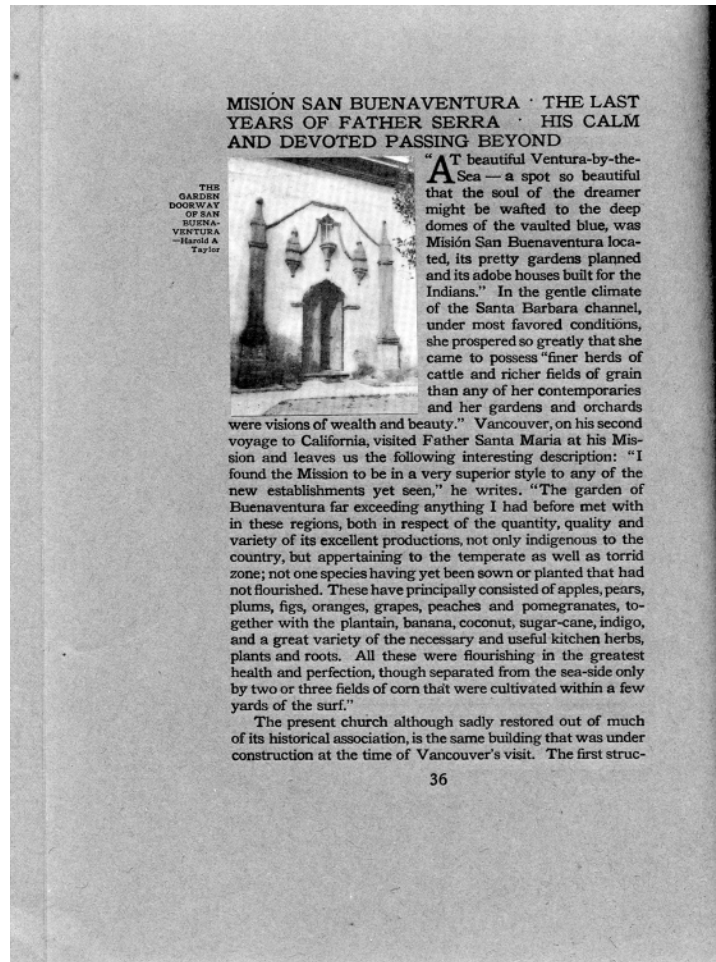 MISIÓN SAN BUENAVENTURA · THE LAST
YEARS OF FATHER SERRA · HIS CALM
AND DEVOTED PASSING BEYOND
THE
GARDEN
DOORWAY
OF SAN
BUENA-
VENTURA
—Harold A
Taylor
"AT beautiful Ventura-by-the-
Sea — a spot so beautiful
that the soul of the dreamer
might be wafted to the deep
domes of the vaulted blue, was
Misión San Buenaventura loca-
ted, its pretty gardens planned
and its adobe houses built for the
Indians." In the gentle climate
of the Santa Barbara channel,
under most favored conditions,
she prospered so greatly that she
came to possess "finer herds of
cattle and richer fields of grain
than any of her contemporaries
and her gardens and orchards
were visions of wealth and beauty." Vancouver, on his second
voyage to California, visited Father Santa Maria at his Mis-
sion and leaves us the following interesting description: "I
found the Mission to be in a very superior style to any of the
new establishments yet seen," he writes. "The garden of
Buenaventura far exceeding anything I had before met with
in these regions, both in respect of the quantity, quality and
variety of its excellent productions, not only indigenous to the
country, but appertaining to the temperate as well as torrid
zone; not one species having yet been sown or planted that had
not flourished. These have principally consisted of apples, pears,
plums, figs, oranges, grapes, peaches and pomegranates, to-
gether with the plantain, banana, coconut, sugar-cane, indigo,
and a great variety of the necessary and useful kitchen herbs,
plants and roots. All these were flourishing in the greatest
health and perfection, though separated from the sea-side only
by two or three fields of corn that were cultivated within a few
yards of the surf."
The present church although sadly restored out of much
of its historical association, is the same building that was under
construction at the time of Vancouver's visit. The first struc-
36